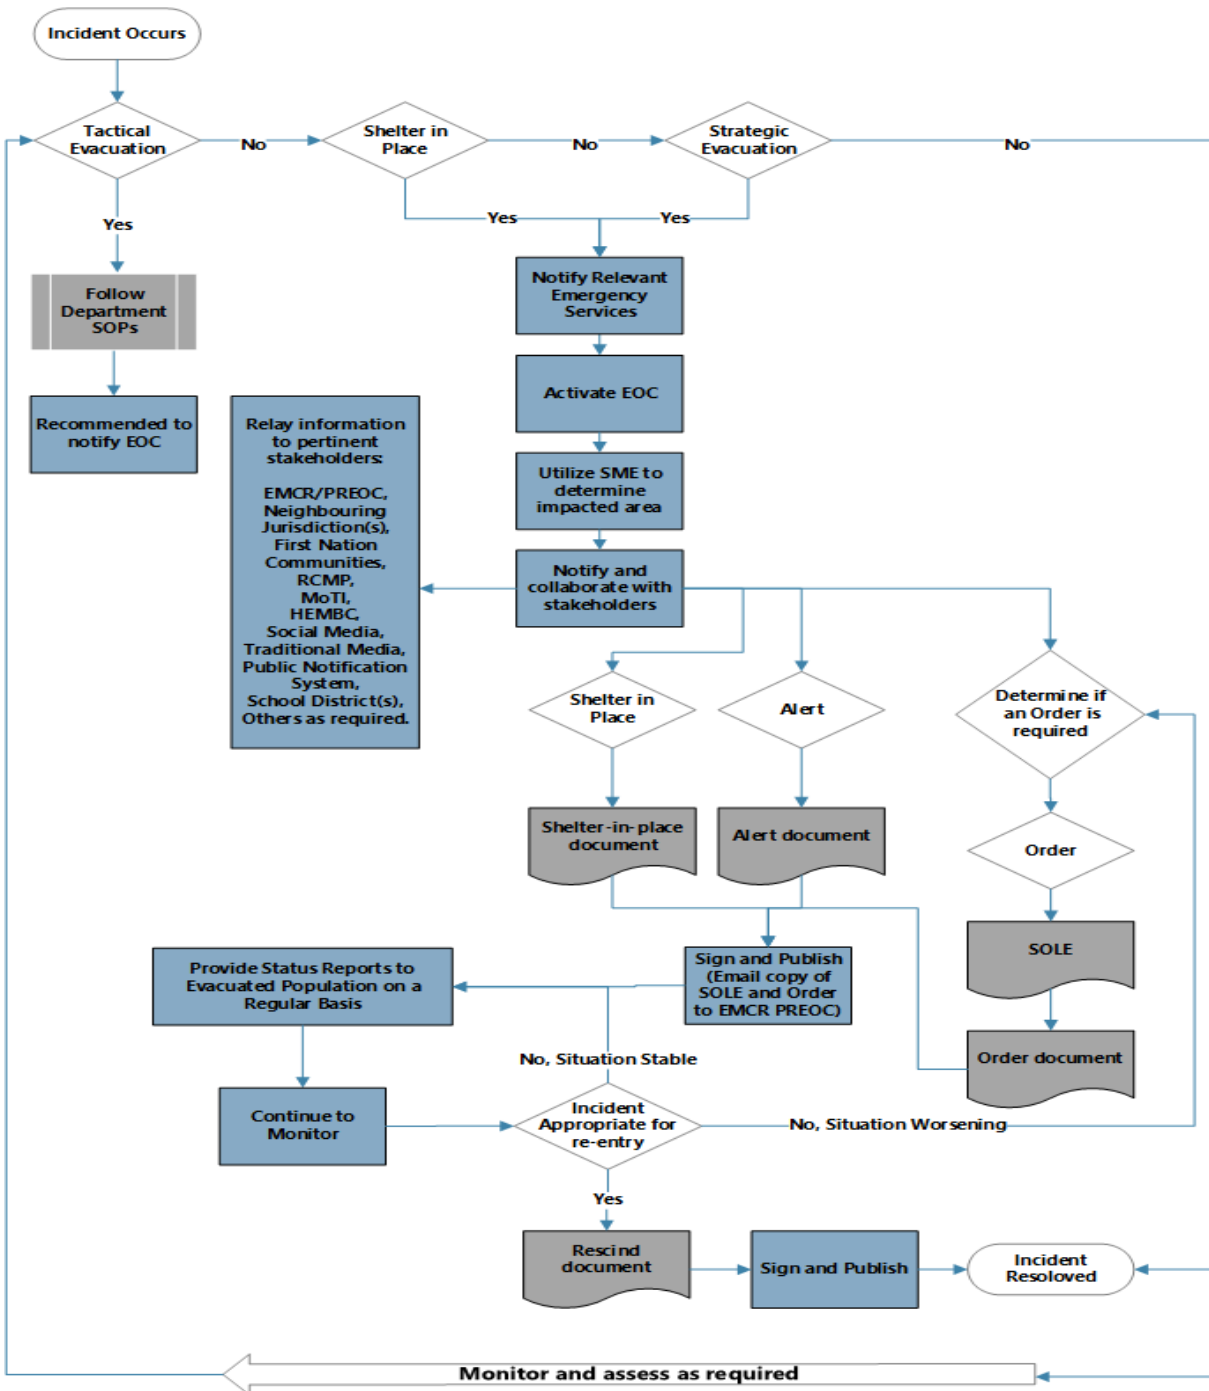 Incident Occurs
Tactical
Evacuation
No
Shelter in
Place
No
Strategic
Evacuation
No
Yes
Yes
Yes
Follow
Department
SOPs
Recommended to
notify EOC
Notify Relevant
Emergency
Services
Activate EOC
Utilize SME to
determine
impacted area
Notify and
collaborate with
stakeholders
Relay information
to pertinent
stakeholders:
EMCR/PREOC,
Neighbouring
Jurisdiction(s),
First Nation
Communities,
RCMP,
MoTI,
HEMBC,
Social Media,
Traditional Media,
Public Notification
System,
School District(s),
Others as required.
Shelter in
Place
Alert
Determine if
an Order is
required
Shelter-in-place
document
Alert document
Order
SOLE
Order document
Sign and Publish
(Email copy of
SOLE and Order
to EMCR PREOC)
Provide Status Reports to
Evacuated Population on a
Regular Basis
No, Situation Stable
Continue to
Monitor
Incident
Appropriate for
re-entry
No, Situation Worsening
Yes
Rescind
document
Sign and Publish
Incident
Resoloved
Monitor and assess as required